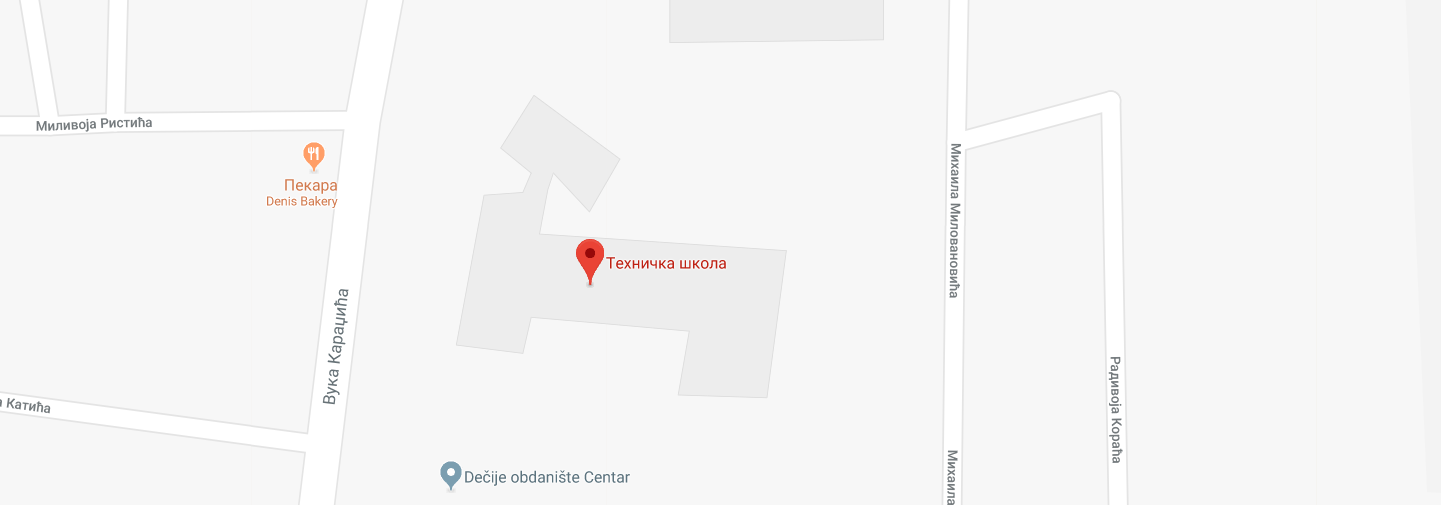 Миливоја Ристића
Пекара
Denis Bakery
Михаила Миловановића
Техничка школа
Вука Караџића
Радивоја Кораћа
Катића
Dečije obdanište Centar
Михаила